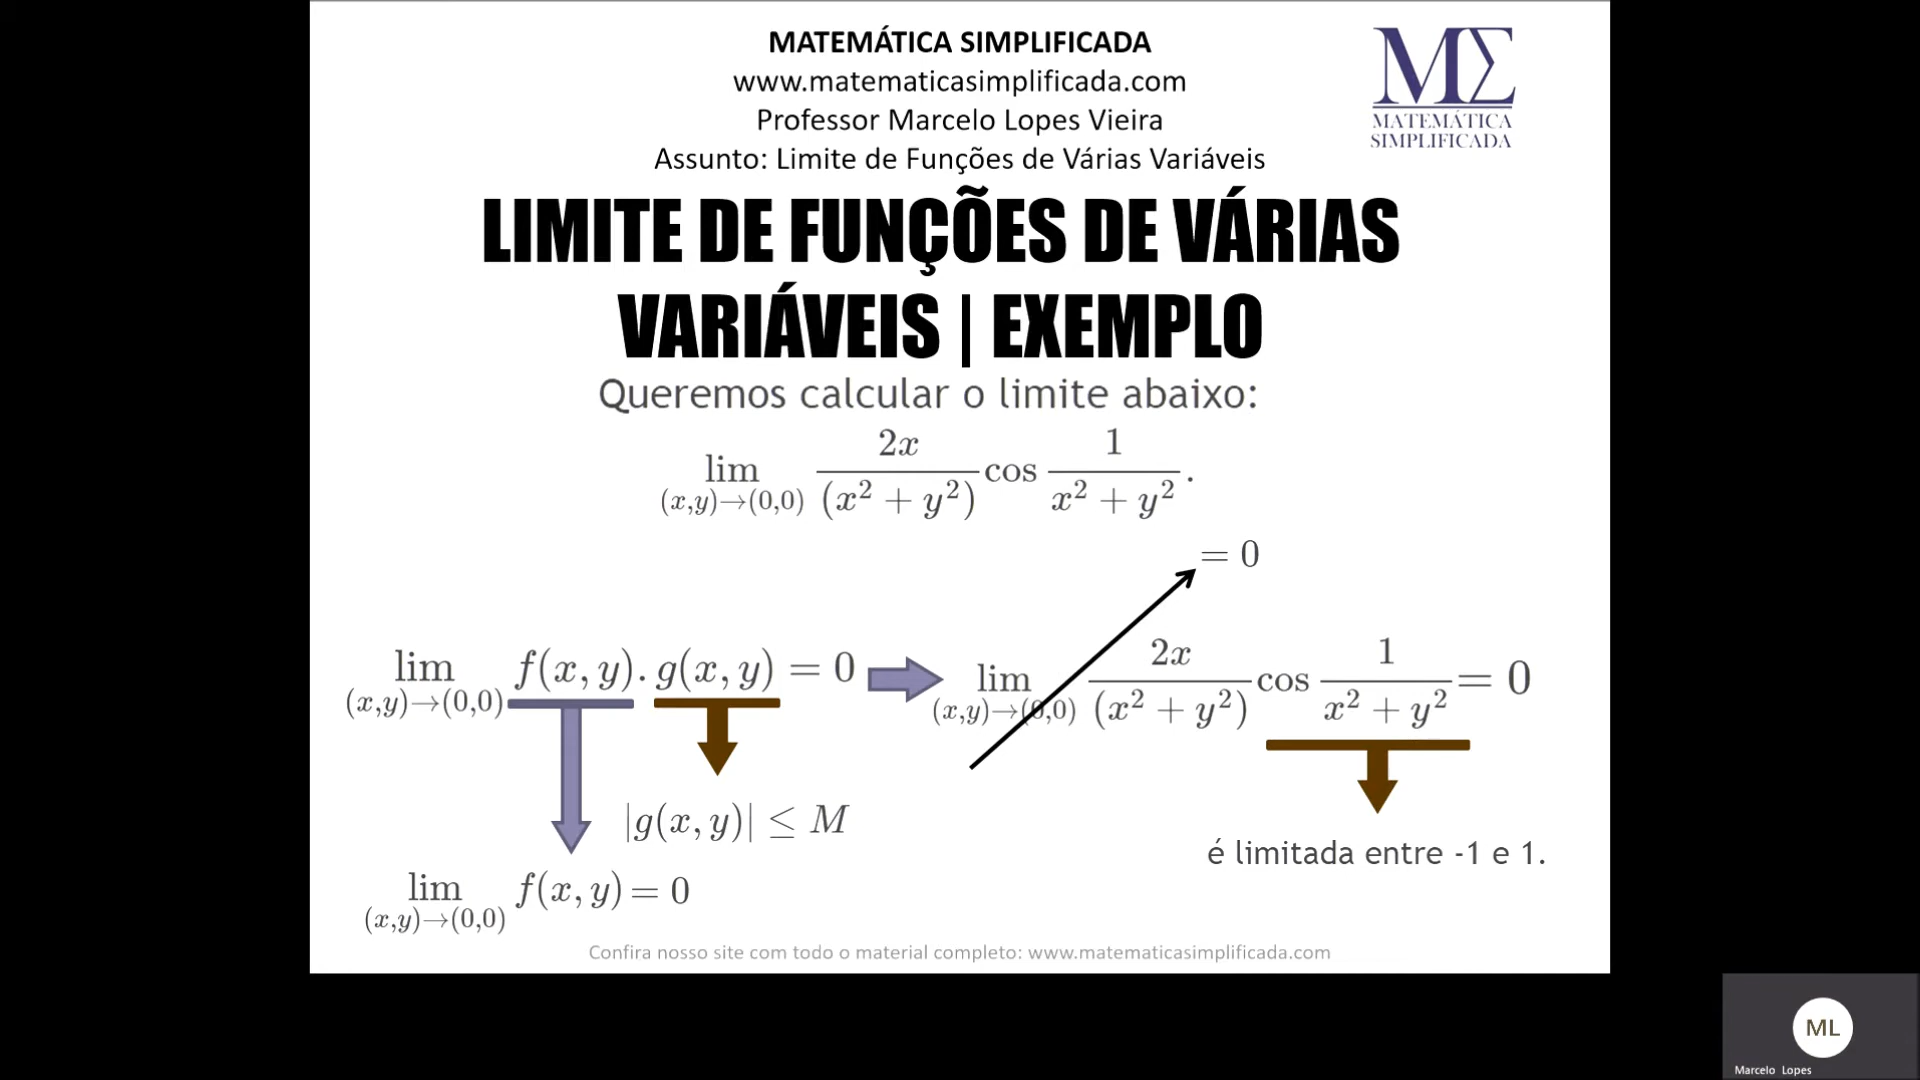 MATEMÁTICA SIMPLIFICADA
www.matematicasimplificada.com
Professor Marcelo Lopes Vieira
Assunto: Limite de Funções de Várias Variáveis
MΣ
MATEMÁTICA
SIMPLIFICADA
LIMITE DE FUNÇÕES DE VÁRIAS
VARIÁVEIS | EXEMPLO
Queremos calcular o limite abaixo:
lim (x,y)→(0,0) 2x/(x² + y²) cos 1/x² + y² .
= 0
lim (x,y)→(0,0) f(x, y). g(x, y) = 0
lim (x,y)→(0,0) 2x/(x² + y²) cos 1/x² + y² = 0
|g(x, y)| ≤ M
é limitada entre -1 e 1.
lim (x,y)→(0,0) f(x, y) = 0
Confira nosso site com todo o material completo: www.matematicasimplificada.com
ML
Marcelo Lopes